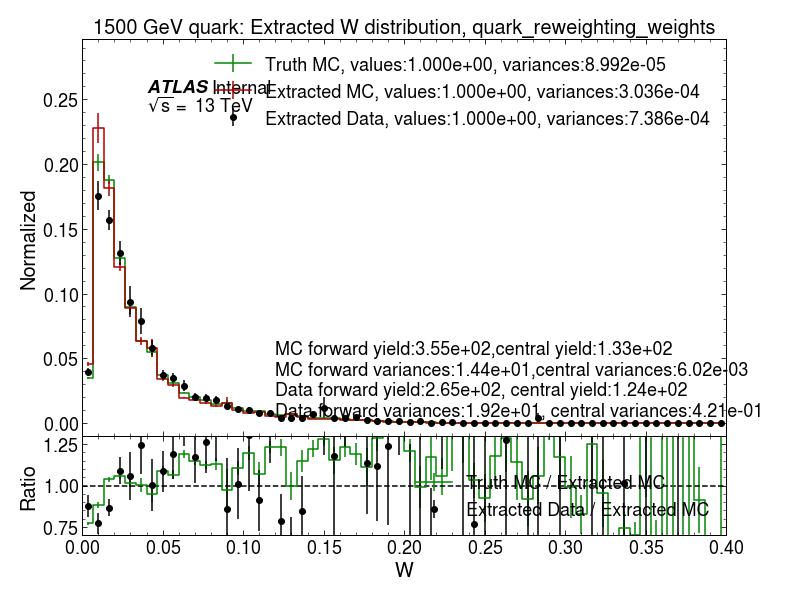 1500 GeV quark: Extracted W distribution, quark_reweighting_weights
Truth MC, values:1.000e+00, variances:8.992e-05
ATLAS Internal
Extracted MC, values:1.000e+00, variances:3.036e-04
√s = 13 TeV
Extracted Data, values:1.000e+00, variances:7.386e-04
Normalized
0.25
0.20
0.15
0.10
0.05
0.00
MC forward yield:3.55e+02,central yield:1.33e+02
MC forward variances:1.44e+01,central variances:6.02e-03
Data forward yield:2.65e+02, central yield:1.24e+02
Data forward variances:1.92e+01, central variances:4.21e-01
Ratio
1.25
1.00
0.75
Truth MC / Extracted MC
Extracted Data / Extracted MC
0.00 0.05 0.10 0.15 0.20 0.25 0.30 0.35 0.40
W